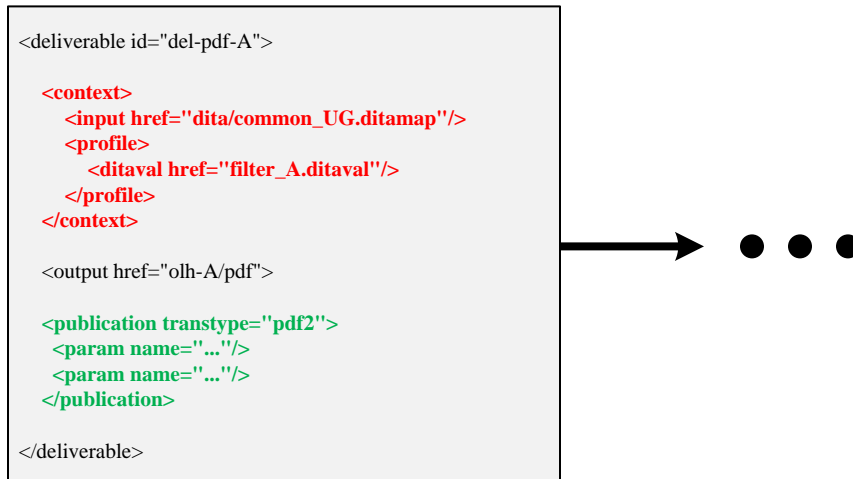 <deliverable id="del-pdf-A">
<context>
<input href="dita/common_UG.ditamap"/>
<profile>
<ditaval href="filter_A.ditaval"/>
</profile>
</context>
<output href="olh-A/pdf">
<publication transtype="pdf2">
<param name="..."/>
<param name="..."/>
</publication>
</deliverable>